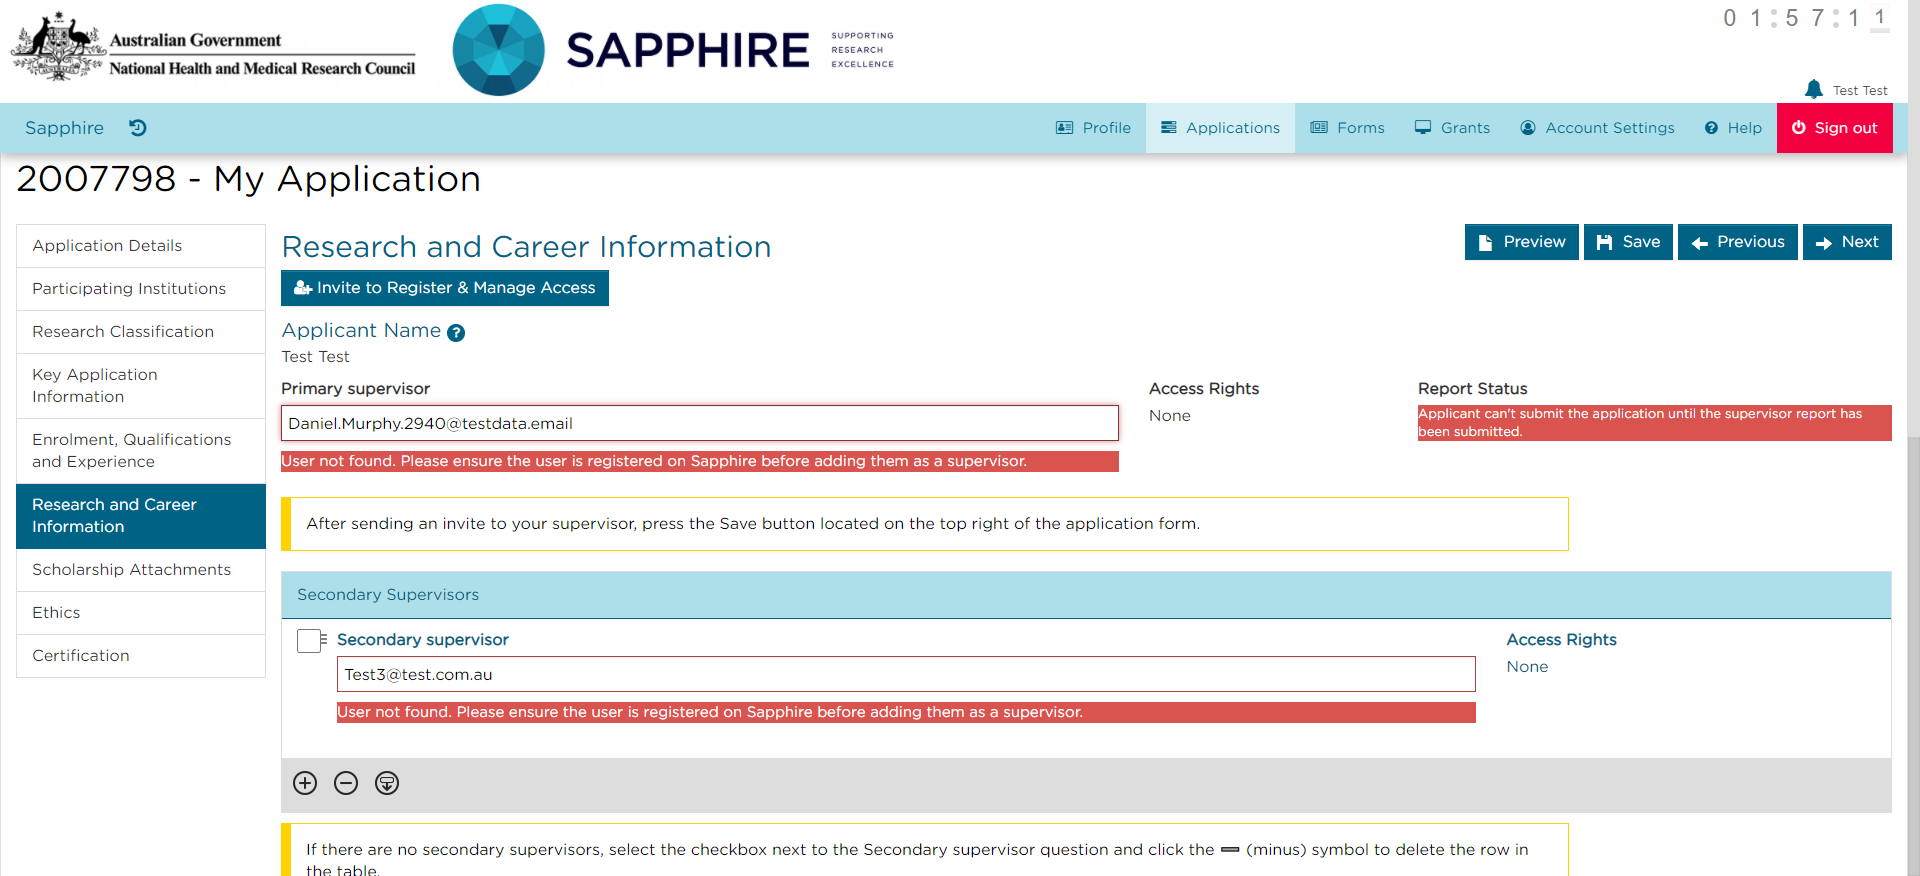 Australian Government
National Health and Medical Research Council
SAPPHIRE
SUPPORTING
RESEARCH
EXCELLENCE
01:57:11
Test Test
Sapphire
Profile
Applications
Forms
Grants
Account Settings
Help
Sign out
2007798 - My Application
Application Details
Participating Institutions
Research Classification
Key Application
Information
Enrolment, Qualifications
and Experience
Research and Career
Information
Scholarship Attachments
Ethics
Certification
Research and Career Information
Preview
Save
Previous
Next
Invite to Register & Manage Access
Applicant Name
Test Test
Primary supervisor
Access Rights
Report Status
Daniel.Murphy.2940@testdata.email
None
Applicant can't submit the application until the supervisor report has
been submitted.
User not found. Please ensure the user is registered on Sapphire before adding them as a supervisor.
After sending an invite to your supervisor, press the Save button located on the top right of the application form.
Secondary Supervisors
Secondary supervisor
Access Rights
Test3@test.com.au
None
User not found. Please ensure the user is registered on Sapphire before adding them as a supervisor.
If there are no secondary supervisors, select the checkbox next to the Secondary supervisor question and click the (minus) symbol to delete the row in
the table.